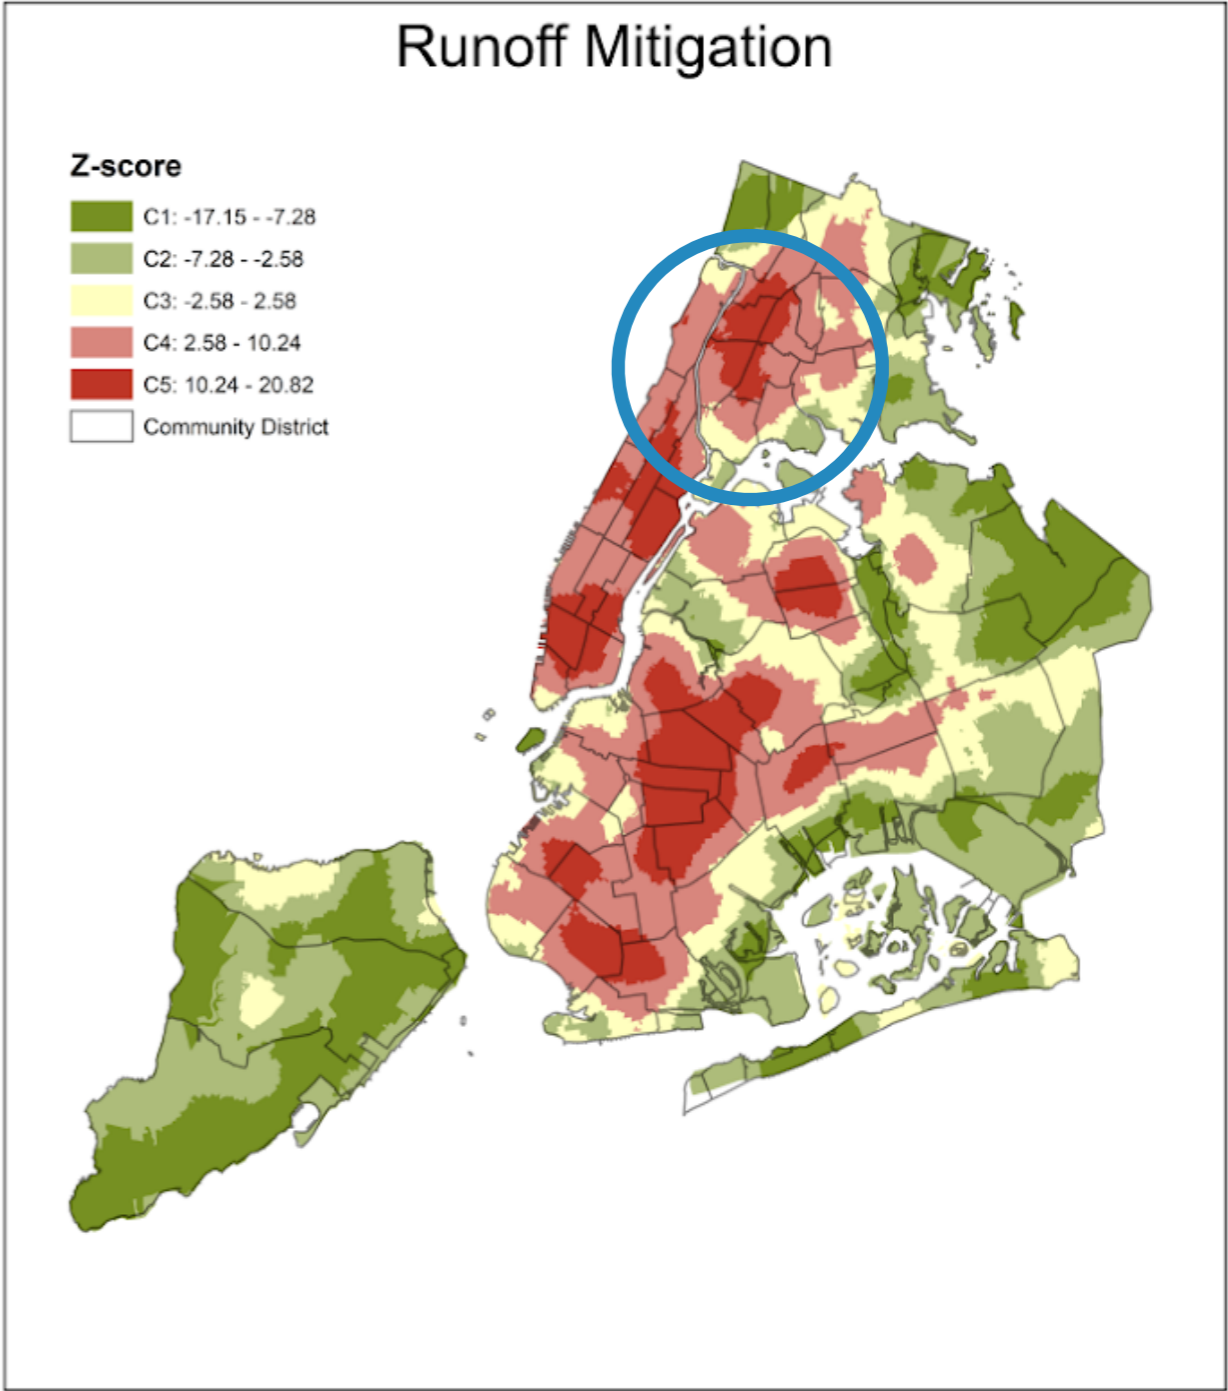 Runoff Mitigation
Z-score
C1: -17.15 - -7.28
C2: -7.28 - -2.58
C3: -2.58 - 2.58
C4: 2.58 - 10.24
C5: 10.24 - 20.82
Community District